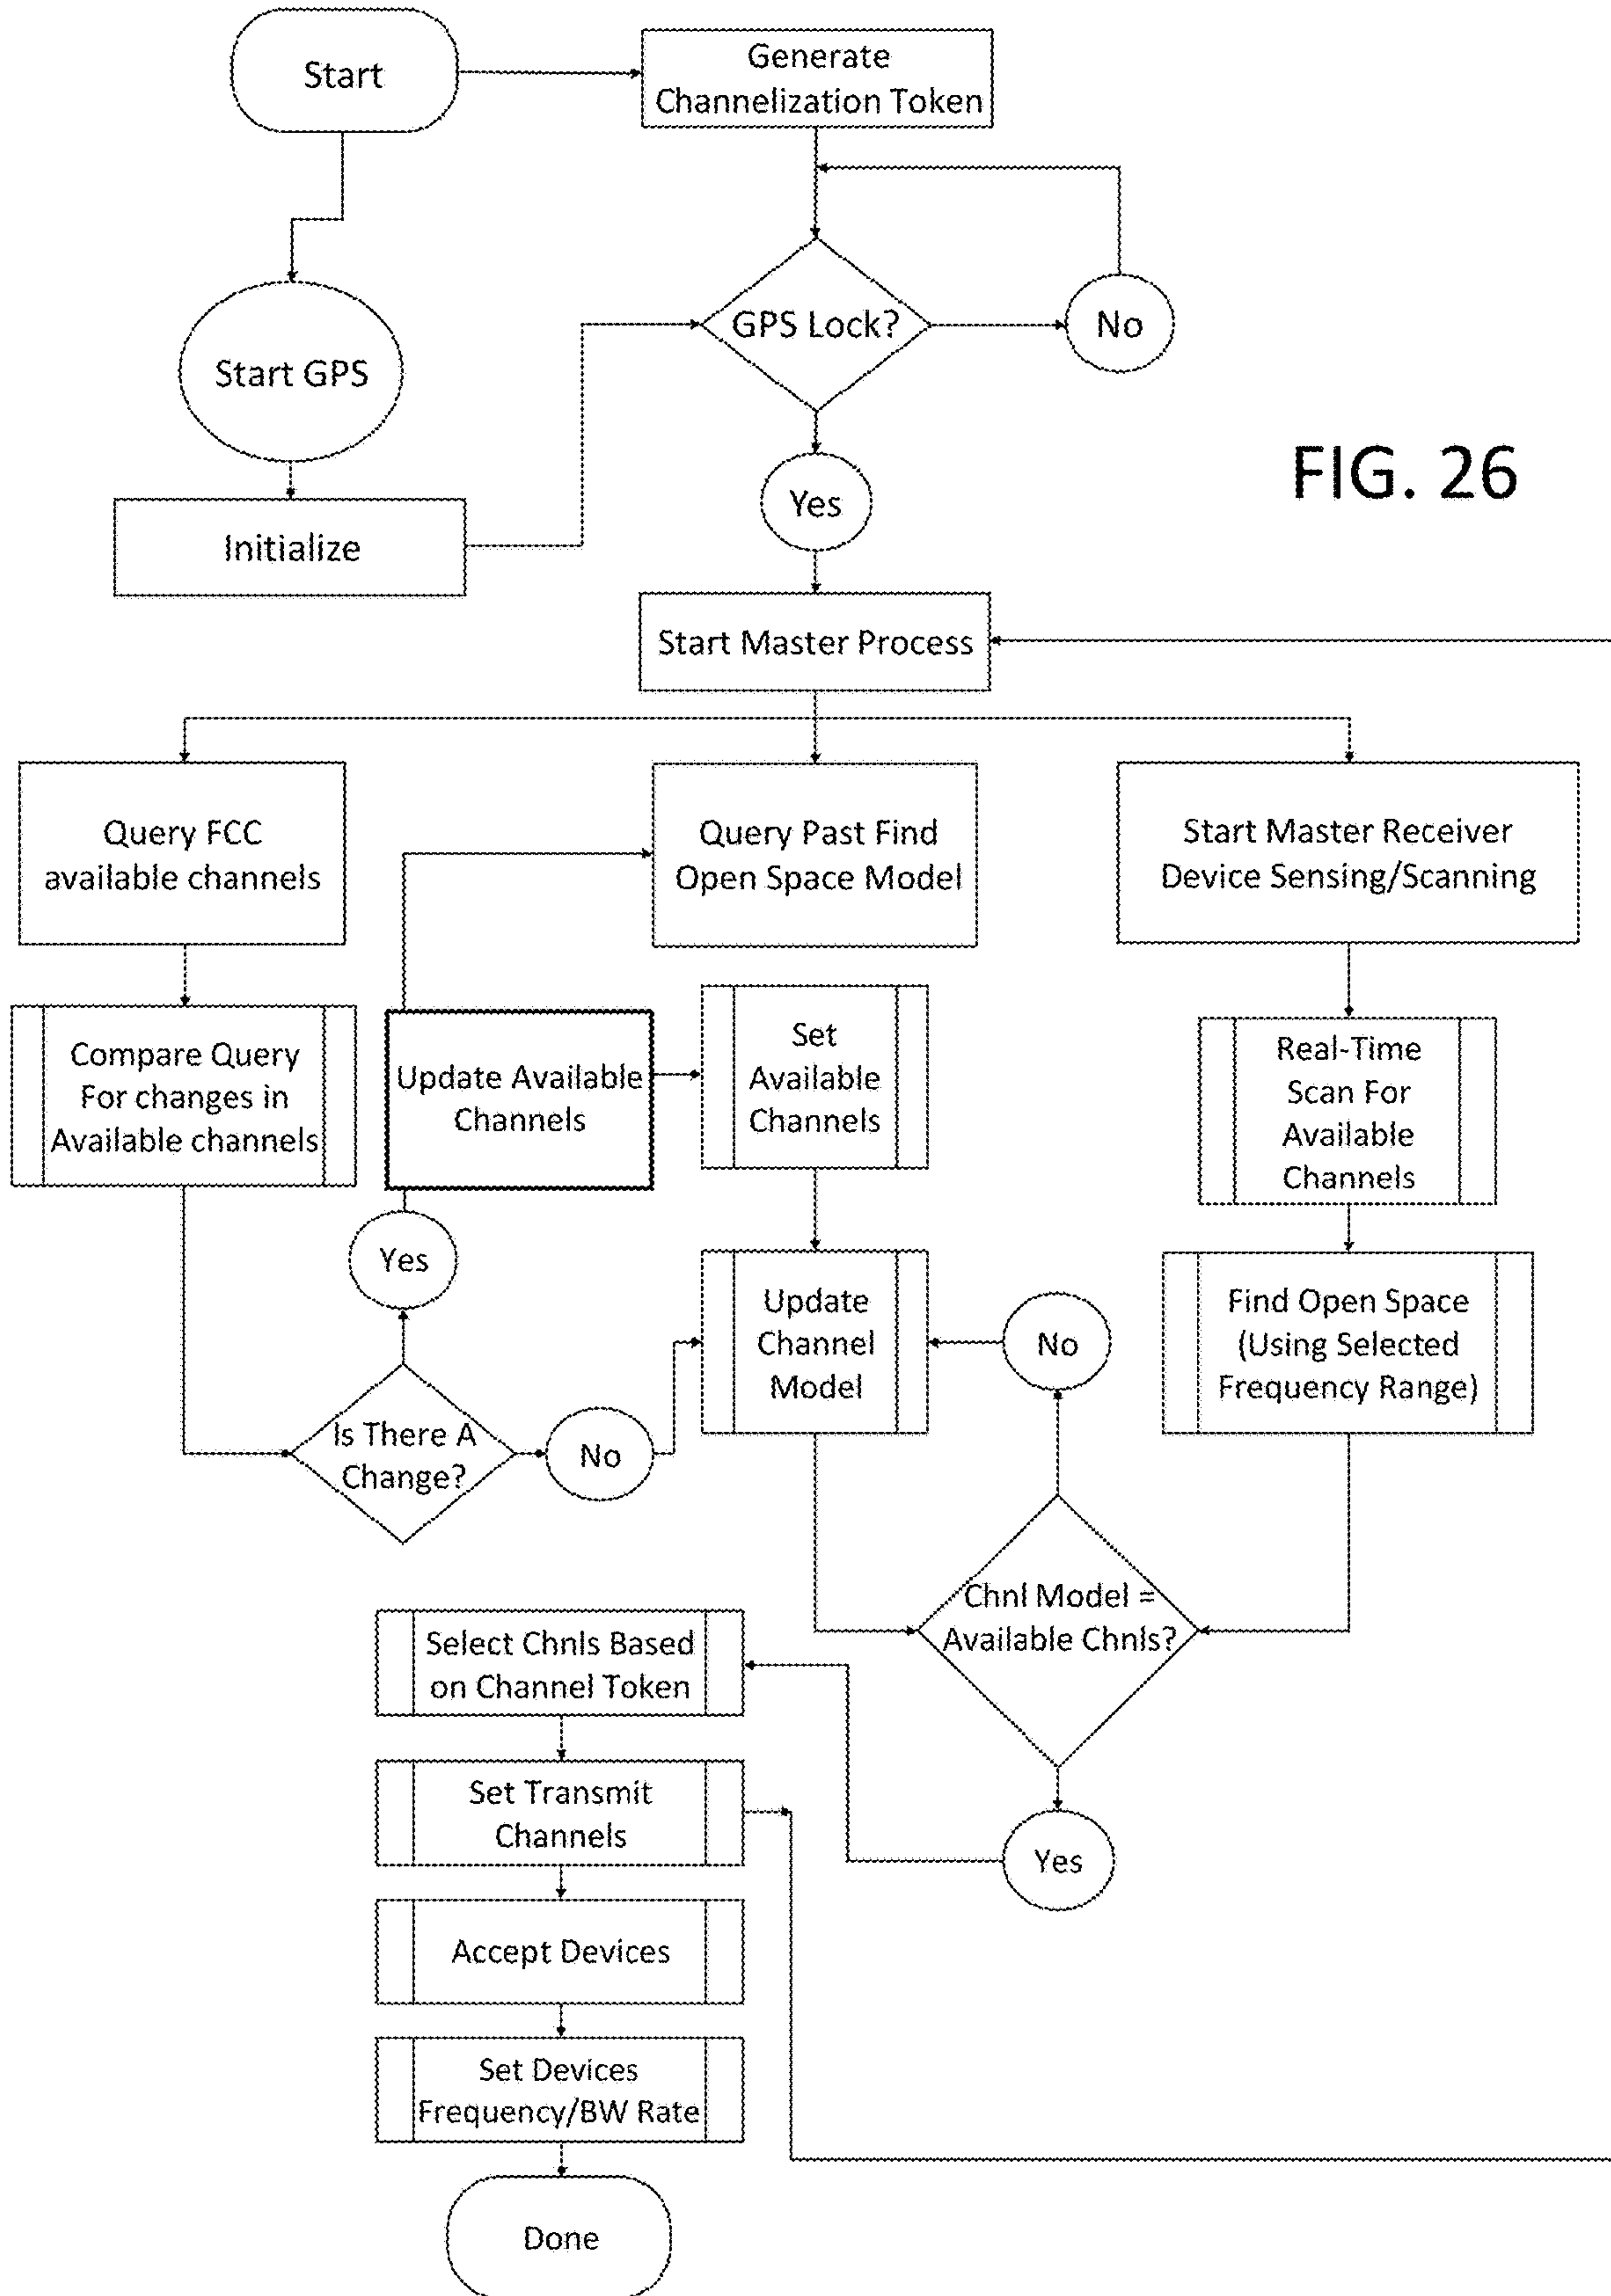 Start
Generate
Channelization Token
GPS Lock?
No
Start GPS
FIG. 26
Yes
Initialize
Start Master Process
Query FCC
available channels
Query Past Find
Open Space Model
Start Master Receiver
Device Sensing/Scanning
Compare Query
For changes in
Available channels
Update Available
Channels
Set
Available
Channels
Real-Time
Scan For
Available
Channels
Yes
Update
Channel
Model
No
Find Open Space
(Using Selected
Frequency Range)
Is There A
Change?
No
Chnl Model =
Available Chnls?
Select Chnls Based
on Channel Token
Set Transmit
Channels
Yes
Accept Devices
Set Devices
Frequency/BW Rate
Done